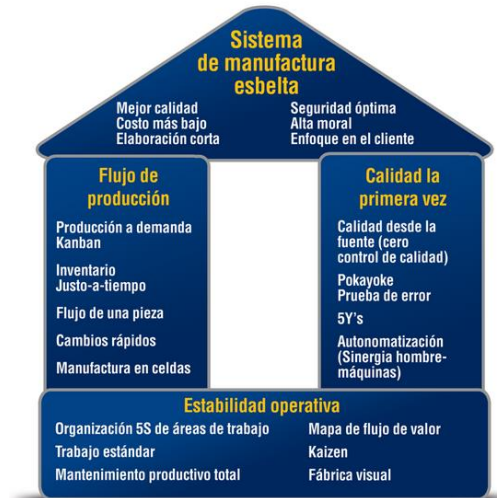 Sistema
de manufactura
esbelta
Mejor calidad
Costo más bajo
Elaboración corta
Seguridad óptima
Alta moral
Enfoque en el cliente
Flujo de
producción
Producción a demanda
Kanban
Inventario
Justo-a-tiempo
Flujo de una pieza
Cambios rápidos
Manufactura en celdas
Calidad la
primera vez
Calidad desde la
fuente (cero
control de calidad)
Pokayoke
Prueba de error
5Y's
Autonomatización
(Sinergia hombre-
máquinas)
Estabilidad operativa
Organización 5S de áreas de trabajo
Trabajo estándar
Mantenimiento productivo total
Mapa de flujo de valor
Kaizen
Fábrica visual